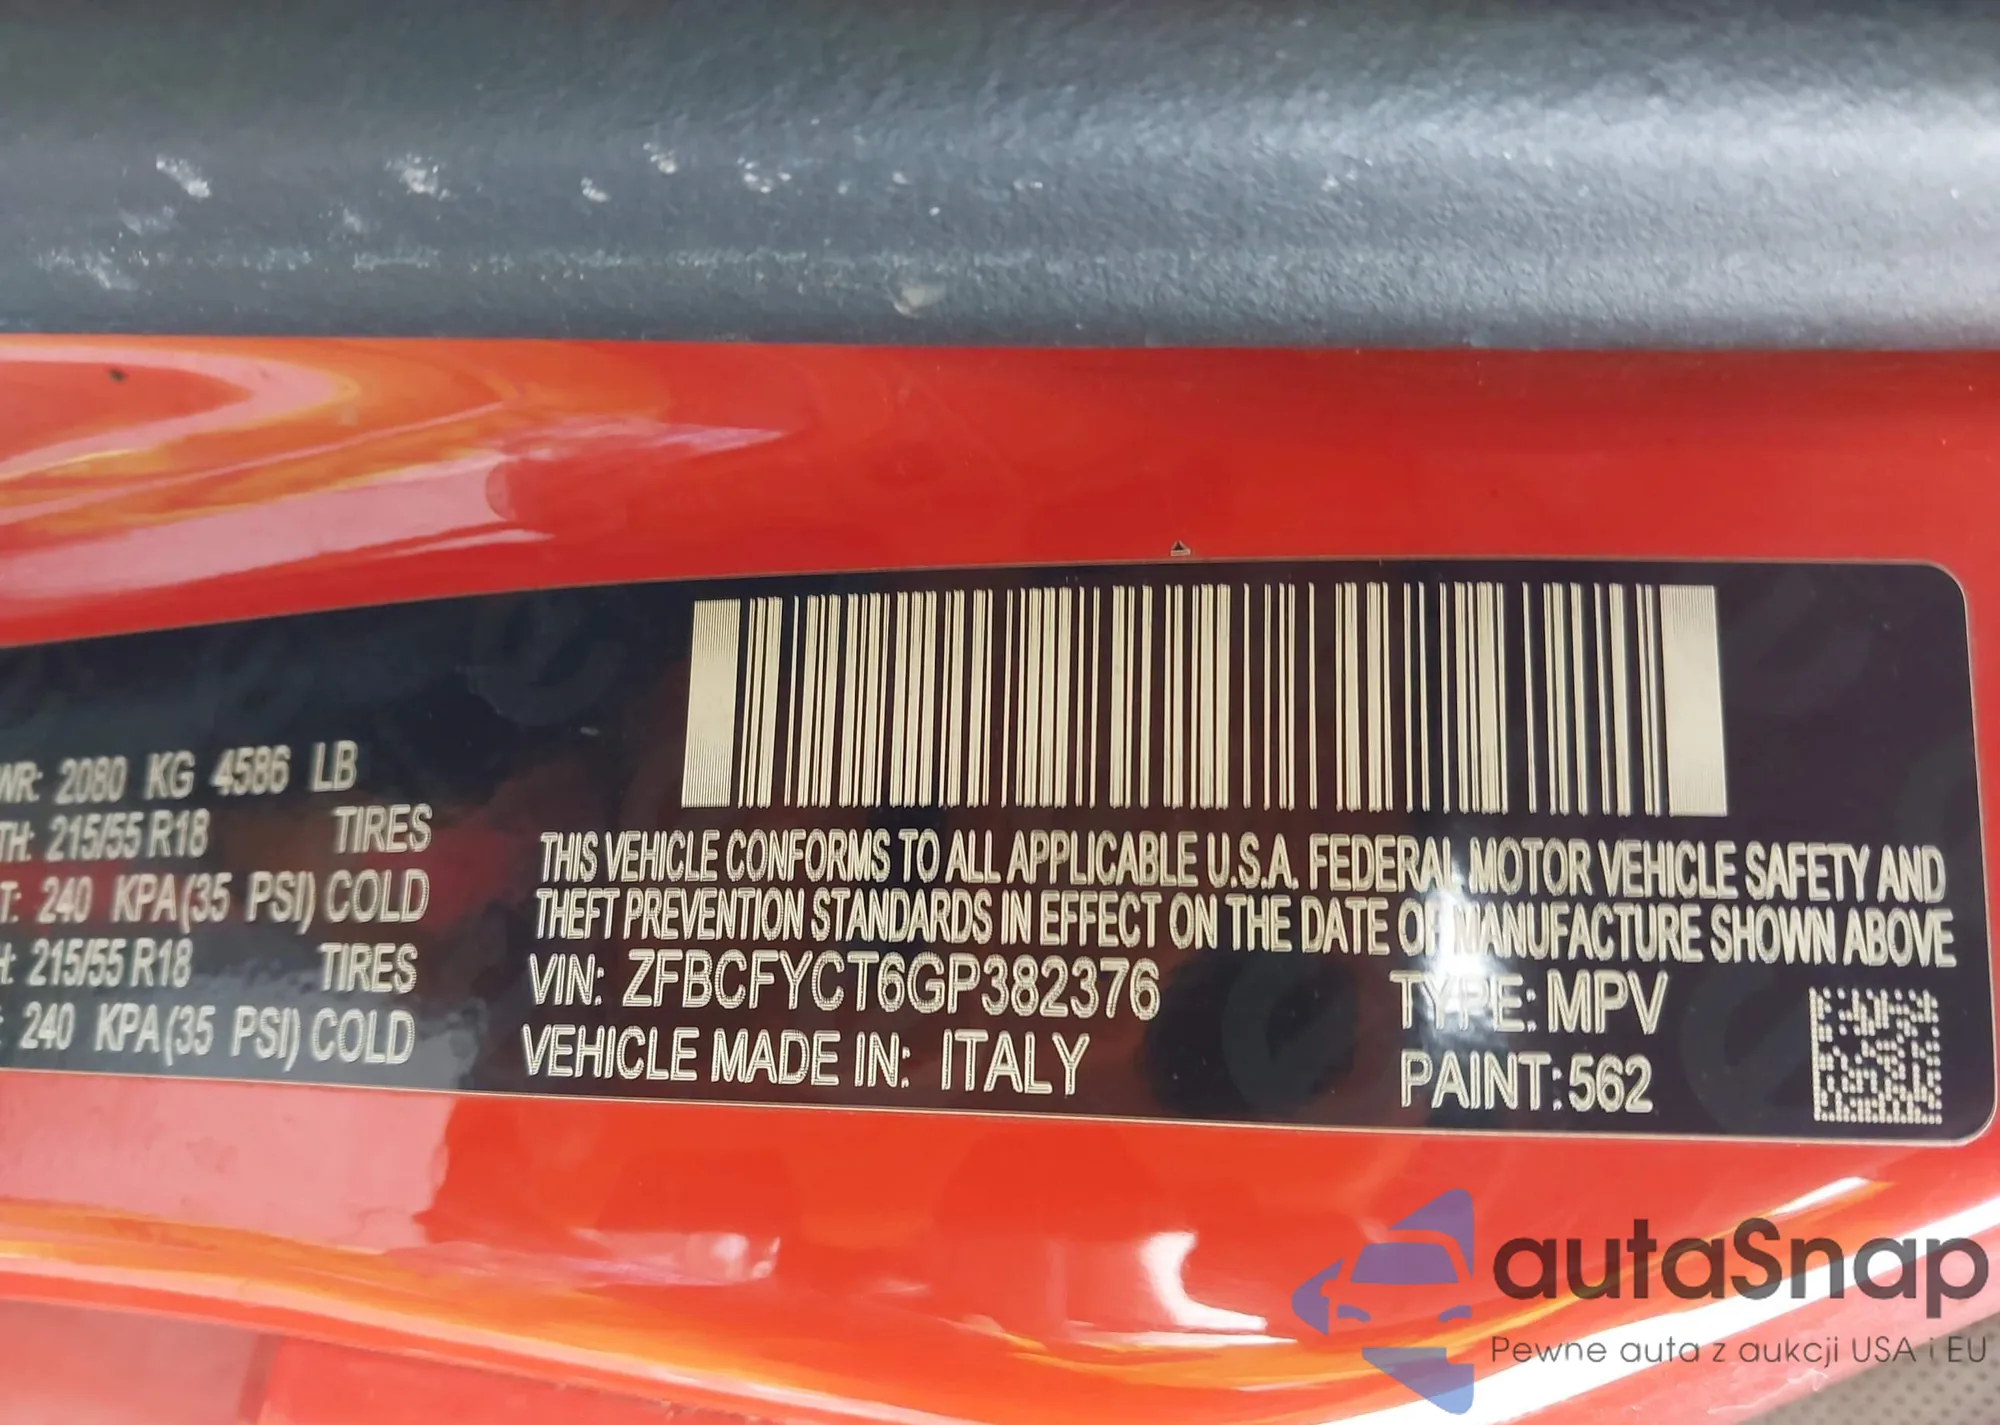 WR: 2080 KG 4586 LB
TH: 215/55 R18 TIRES
T: 240 KPA(35 PSI) COLD
H: 215/55 R18 TIRES
: 240 KPA(35 PSI) COLD
THIS VEHICLE CONFORMS TO ALL APPLICABLE U.S.A. FEDERAL MOTOR VEHICLE SAFETY AND
THEFT PREVENTION STANDARDS IN EFFECT ON THE DATE OF MANUFACTURE SHOWN ABOVE
VIN: ZFBCFYCT6GP382376 TYPE: MPV
VEHICLE MADE IN: ITALY PAINT: 562
autaSnap
Pewne auta z aukcji USA i EU